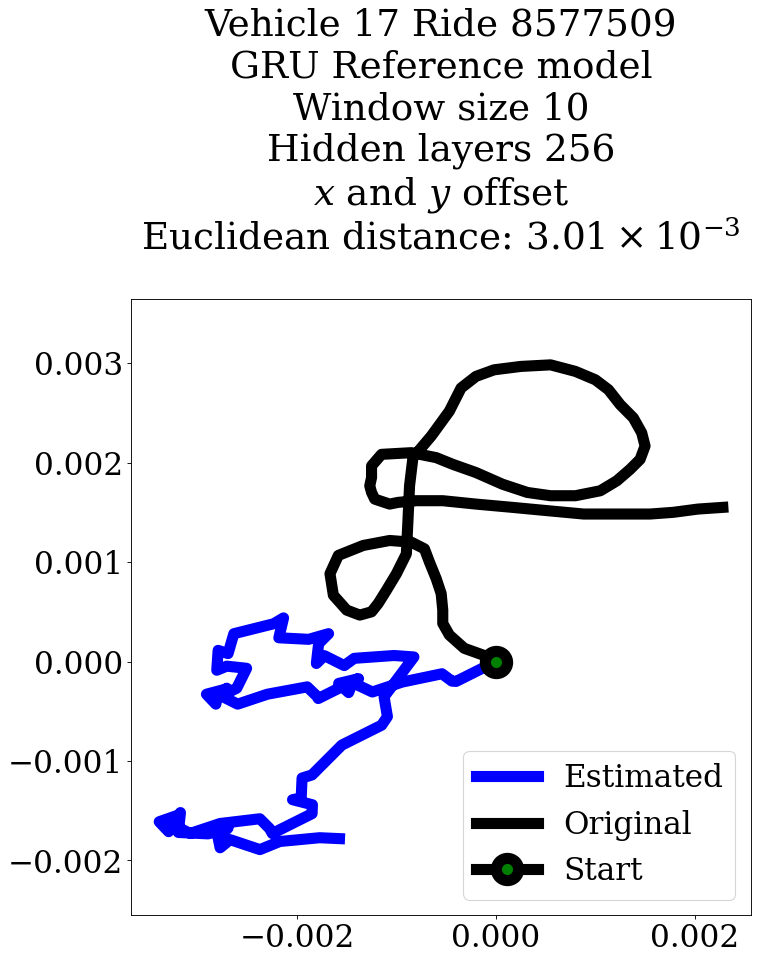 Vehicle 17 Ride 8577509
GRU Reference model
Window size 10
Hidden layers 256
x and y offset
Euclidean distance: 3.01 × 10⁻³
0.003
0.002
0.001
0.000
−0.001
−0.002
Estimated
Original
Start
−0.002 0.000 0.002